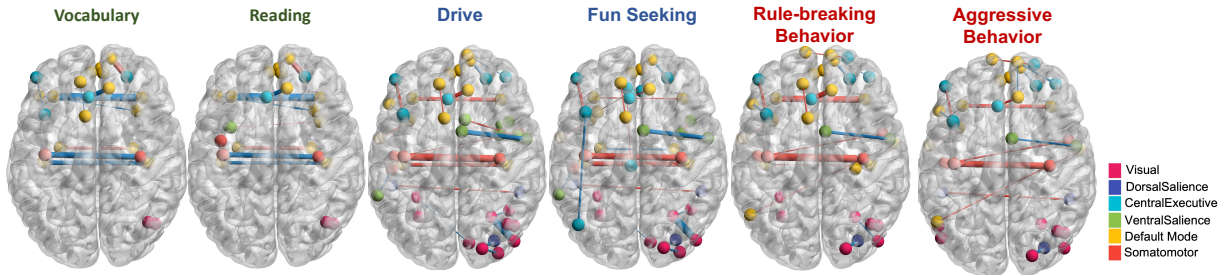 Vocabulary
Reading
Drive
Fun Seeking
Rule-breaking
Behavior
Aggressive
Behavior
Visual
DorsalSalience
CentralExecutive
VentralSalience
Default Mode
Somatomotor